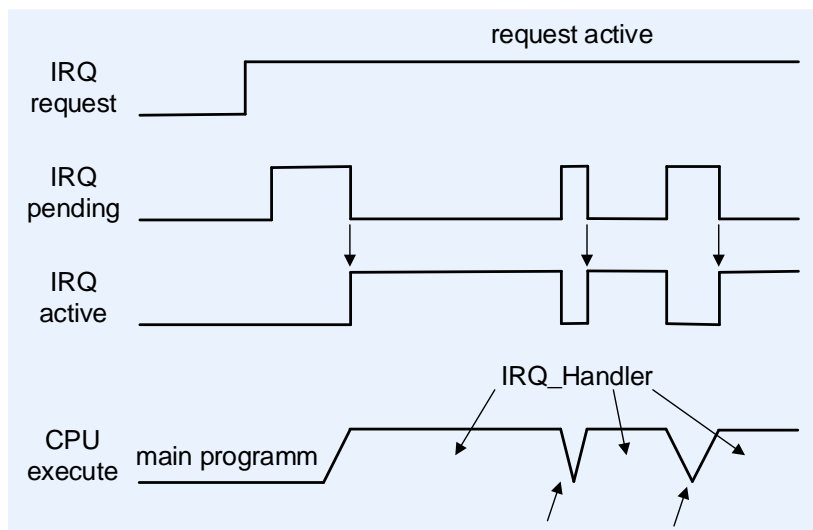 request active
IRQ
request
IRQ
pending
IRQ
active
IRQ_Handler
CPU
execute
main programm